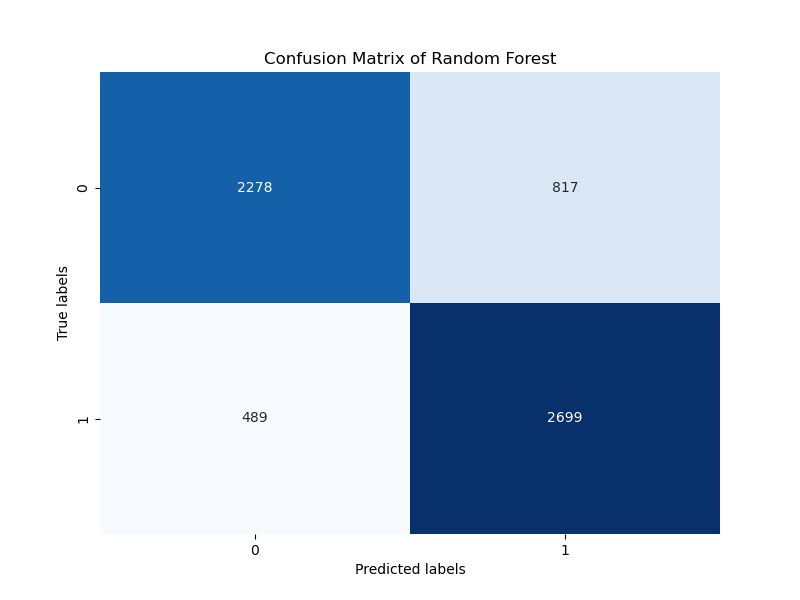 Confusion Matrix of Random Forest
0
2278
817
True labels
1
489
2699
0
1
Predicted labels